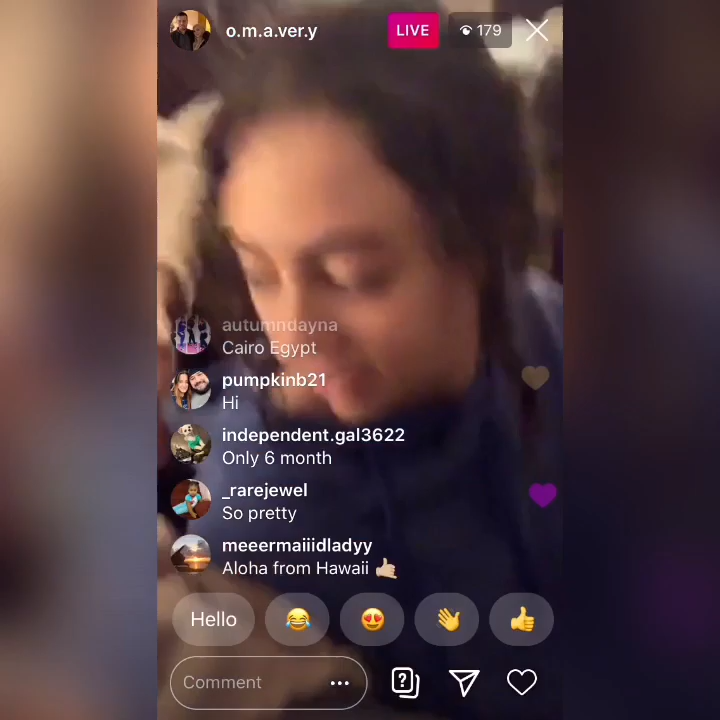 o.m.a.ver.y
LIVE
179
autumndayna
Cairo Egypt
pumpkinb21
Hi
independent.gal3622
Only 6 month
_rarejewel
So pretty
meeermaiiidladyy
Aloha from Hawaii 🤙🏼
Hello 😂 😍 👋 👍
Comment